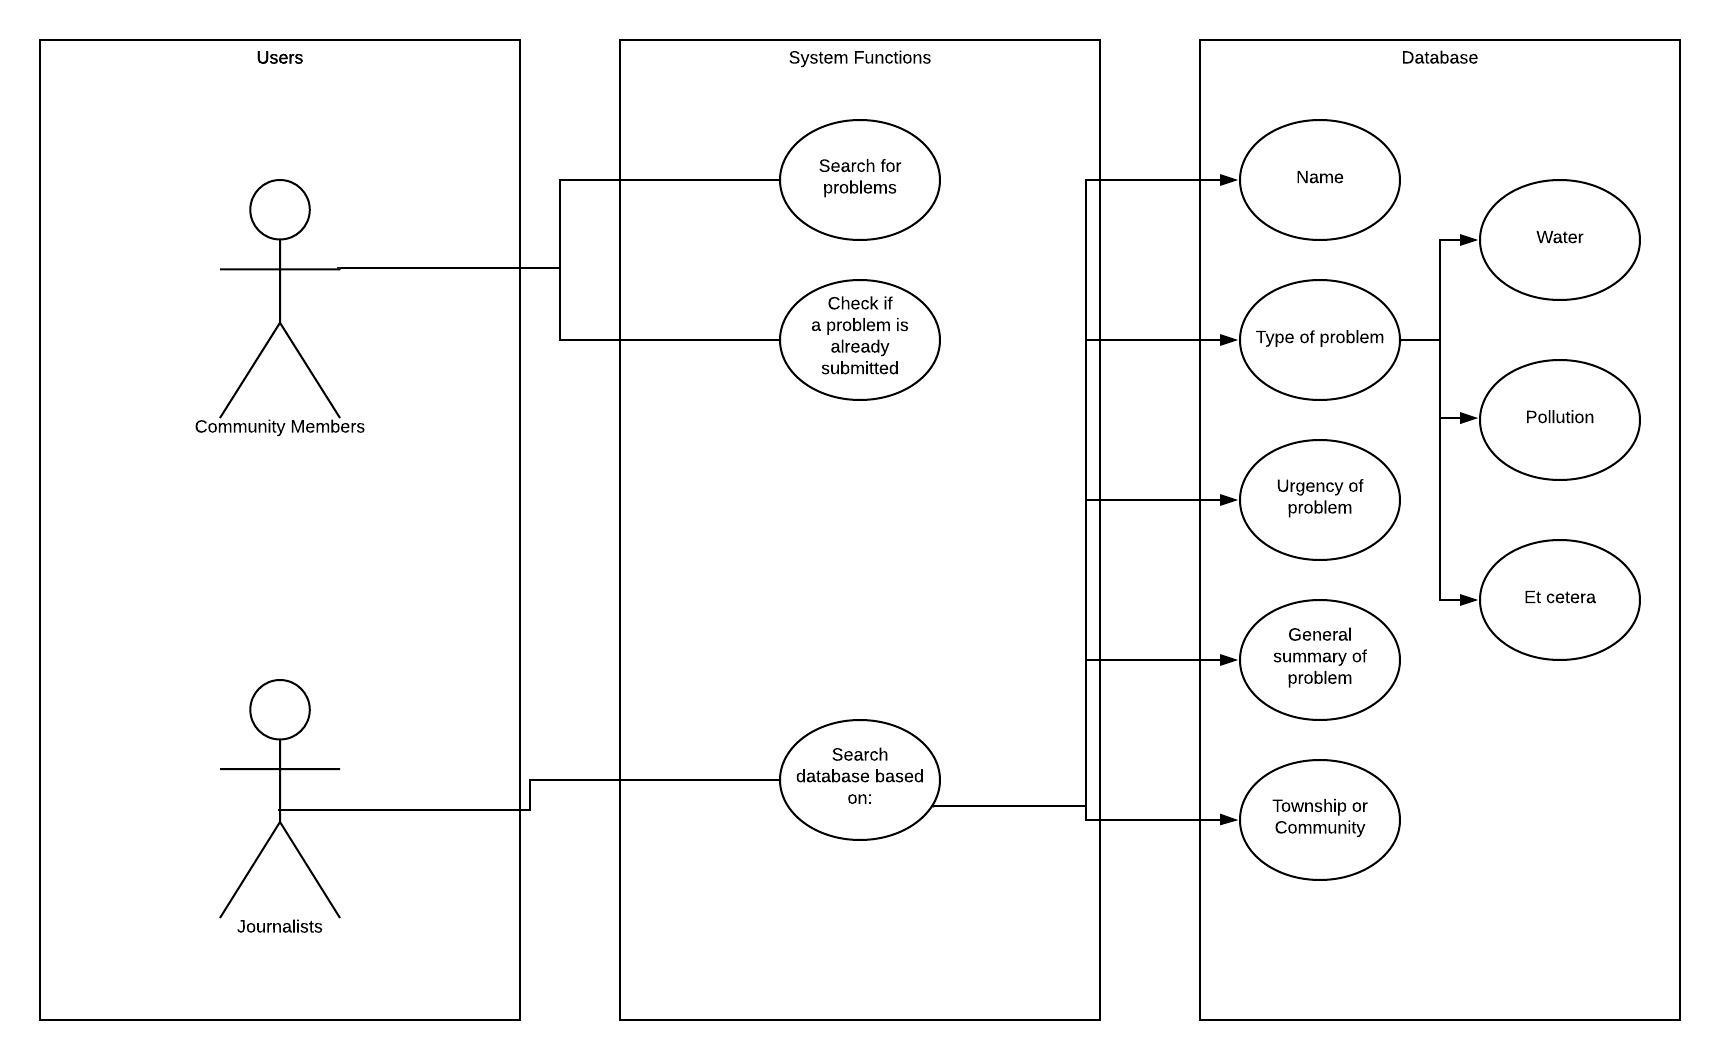 Users
System Functions
Database
Search for
problems
Check if
a problem is
already
submitted
Community Members
Journalists
Search
database based
on:
Name
Type of problem
Urgency of
problem
General
summary of
problem
Township or
Community
Water
Pollution
Et cetera